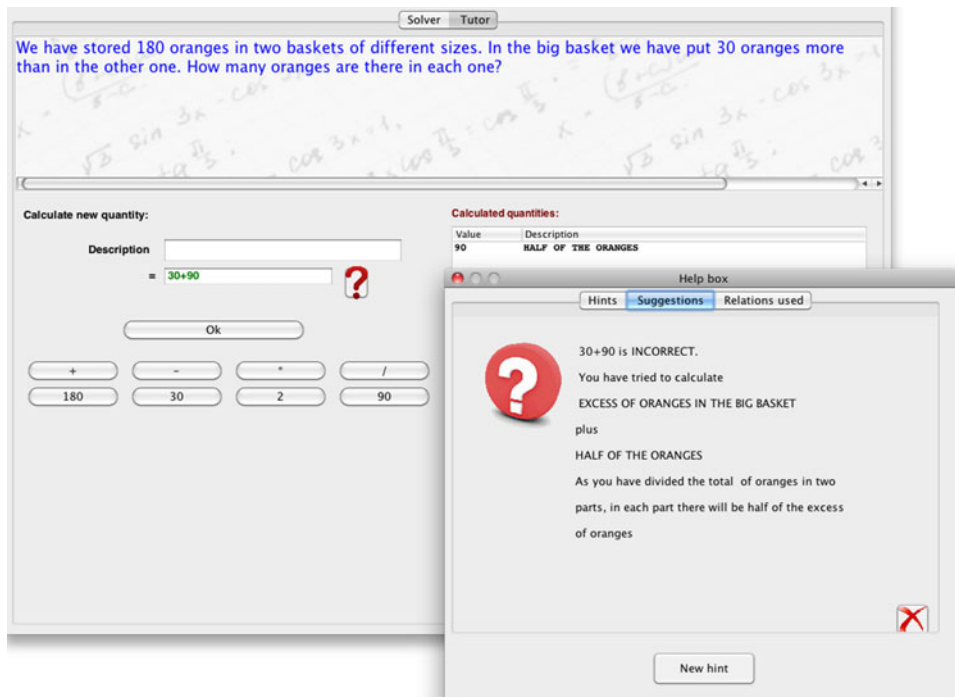 Solver Tutor
We have stored 180 oranges in two baskets of different sizes. In the big basket we have put 30 oranges more
than in the other one. How many oranges are there in each one?
Calculate new quantity:
Description
= 30+90
?
Ok
+ - * /
180 30 2 90
Calculated quantities:
Value Description
90 HALF OF THE ORANGES
Help box
Hints Suggestions Relations used
?
30+90 is INCORRECT.
You have tried to calculate
EXCESS OF ORANGES IN THE BIG BASKET
plus
HALF OF THE ORANGES
As you have divided the total of oranges in two
parts, in each part there will be half of the excess
of oranges
New hint